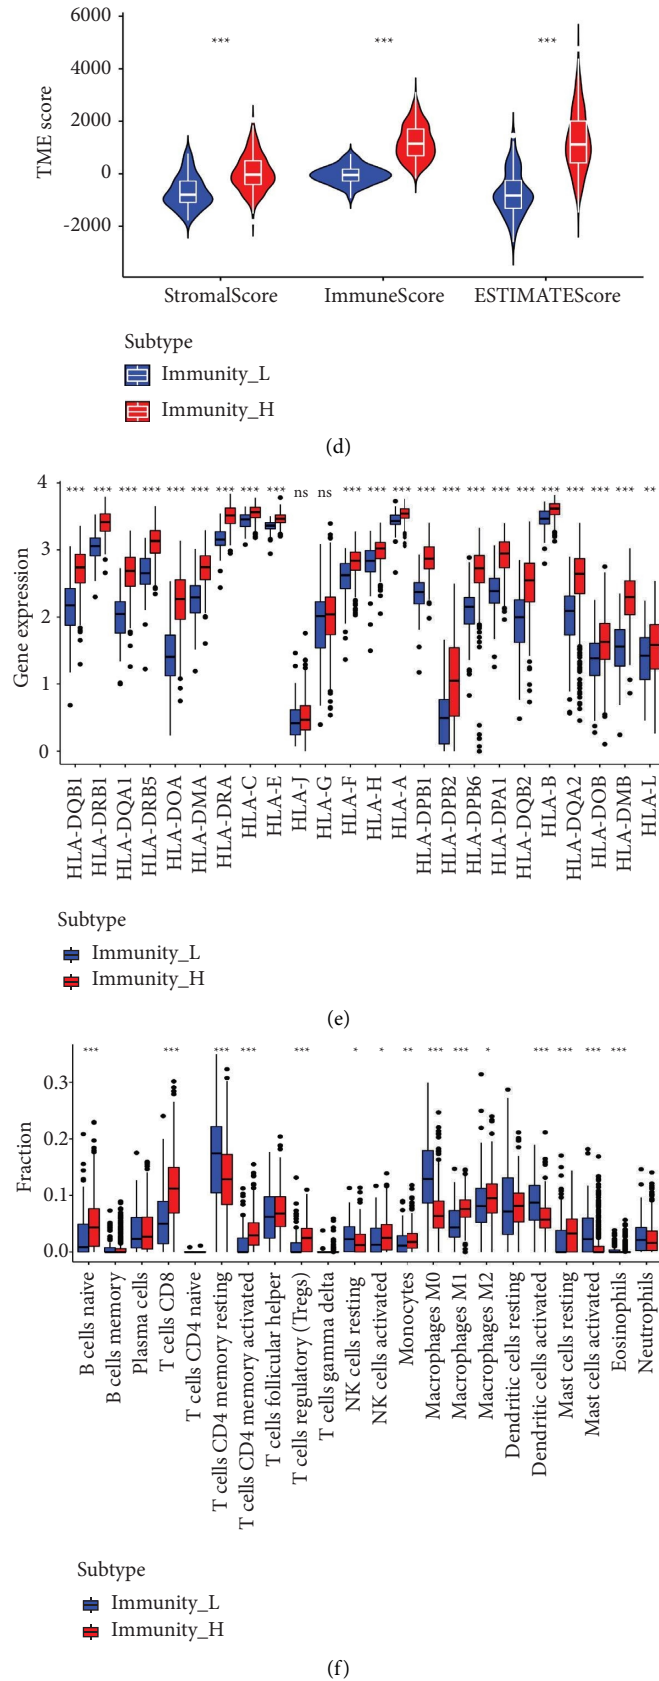 6000
4000
2000
0
-2000
TME score
*** *** ***
StromalScore ImmuneScore ESTIMATEScore
Subtype
Immunity_L
Immunity_H
(d)
4
3
2
1
0
Gene expression
*** *** *** *** *** *** *** *** *** ns ns *** *** *** *** *** *** *** *** *** *** *** *** **
HLA-DQB1
HLA-DRB1
HLA-DQA1
HLA-DRB5
HLA-DOA
HLA-DMA
HLA-DRA
HLA-C
HLA-E
HLA-J
HLA-G
HLA-F
HLA-H
HLA-A
HLA-DPB1
HLA-DPB2
HLA-DPB6
HLA-DPA1
HLA-DQB2
HLA-B
HLA-DQA2
HLA-DOB
HLA-DMB
HLA-L
Subtype
Immunity_L
Immunity_H
(e)
0.3
0.2
0.1
0.0
Fraction
*** *** *** *** *** * * ** *** *** * *** *** *** ***
B cells naive
B cells memory
Plasma cells
T cells CD8
T cells CD4 naive
T cells CD4 memory resting
T cells CD4 memory activated
T cells follicular helper
T cells regulatory (Tregs)
T cells gamma delta
NK cells resting
NK cells activated
Monocytes
Macrophages M0
Macrophages M1
Macrophages M2
Dendritic cells resting
Dendritic cells activated
Mast cells resting
Mast cells activated
Eosinophils
Neutrophils
Subtype
Immunity_L
Immunity_H
(f)